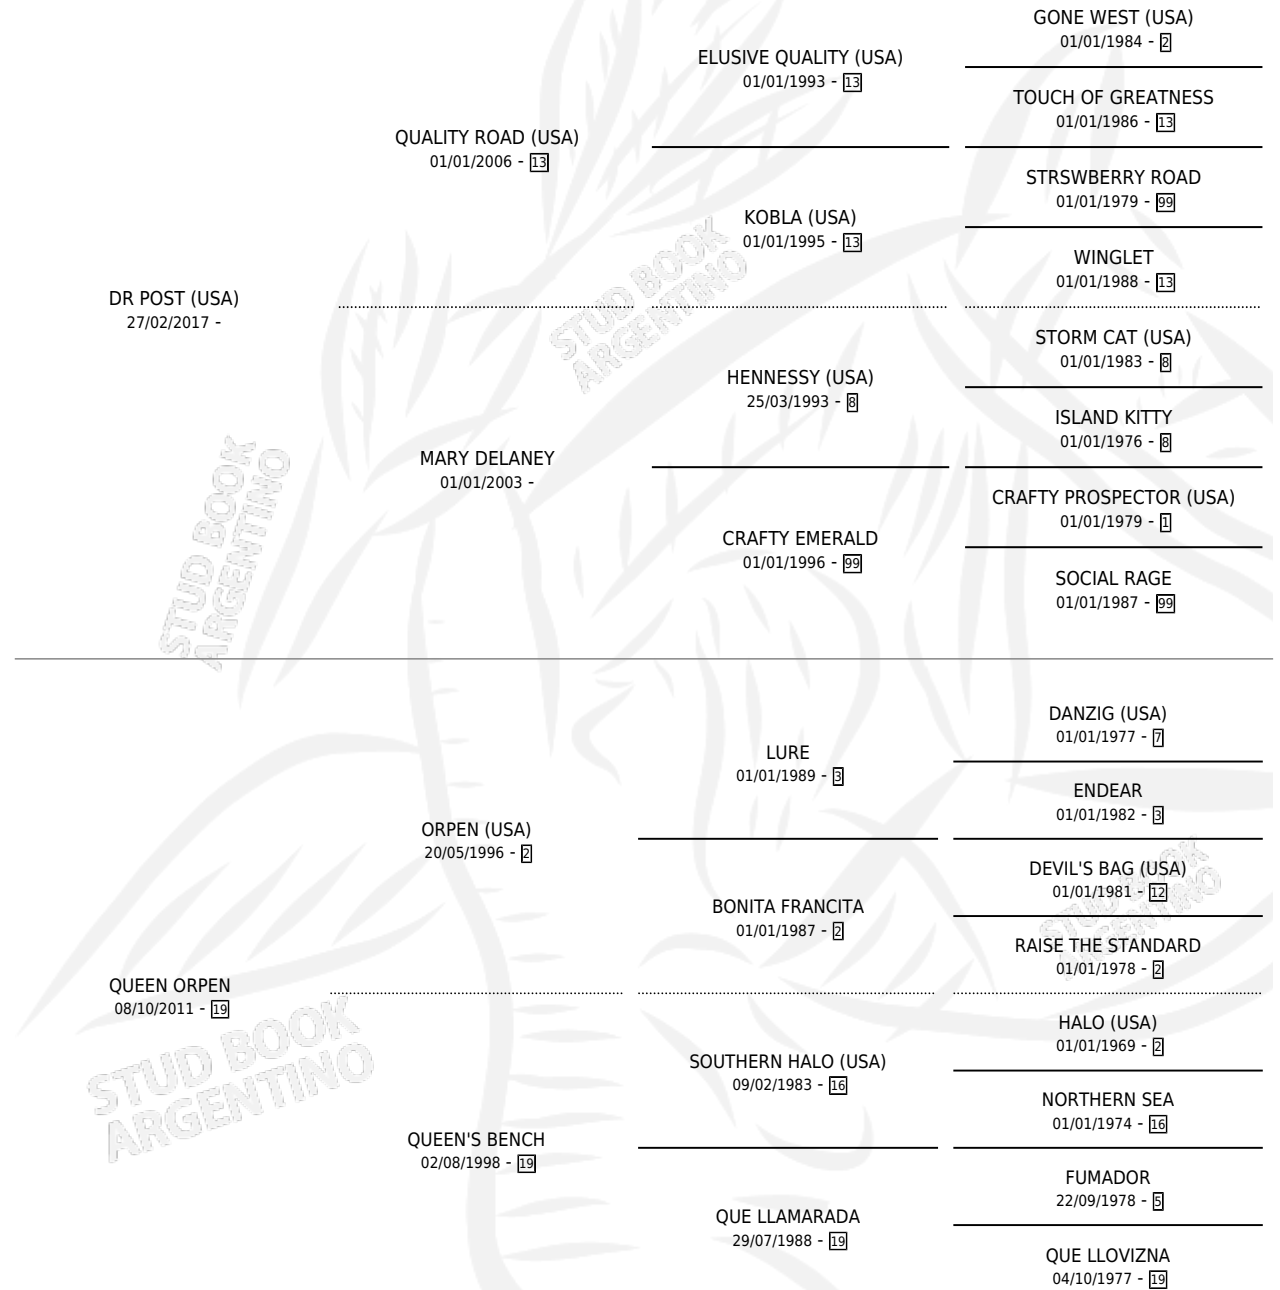 GONE WEST (USA)
01/01/1984 - 2
ELUSIVE QUALITY (USA)
01/01/1993 - 13
TOUCH OF GREATNESS
01/01/1986 - 13
QUALITY ROAD (USA)
01/01/2006 - 13
STRSWBERRY ROAD
01/01/1979 - 99
KOBLA (USA)
01/01/1995 - 13
WINGLET
01/01/1988 - 13
DR POST (USA)
27/02/2017 -
STORM CAT (USA)
01/01/1983 - 8
HENNESSY (USA)
25/03/1993 - 8
ISLAND KITTY
01/01/1976 - 8
MARY DELANEY
01/01/2003 -
CRAFTY PROSPECTOR (USA)
01/01/1979 - 1
CRAFTY EMERALD
01/01/1996 - 99
SOCIAL RAGE
01/01/1987 - 99
STUD BOOK
ARGENTINO
STUD BOOK
ARGENTINO
DANZIG (USA)
01/01/1977 - 7
LURE
01/01/1989 - 3
ENDEAR
01/01/1982 - 3
ORPEN (USA)
20/05/1996 - 2
DEVIL'S BAG (USA)
01/01/1981 - 12
BONITA FRANCITA
01/01/1987 - 2
RAISE THE STANDARD
01/01/1978 - 2
QUEEN ORPEN
08/10/2011 - 19
HALO (USA)
01/01/1969 - 2
SOUTHERN HALO (USA)
09/02/1983 - 16
NORTHERN SEA
01/01/1974 - 16
QUEEN'S BENCH
02/08/1998 - 19
FUMADOR
22/09/1978 - 5
QUE LLAMARADA
29/07/1988 - 19
QUE LLOVIZNA
04/10/1977 - 19
STUD BOOK
ARGENTINO
STUD BOOK
ARGENTINO